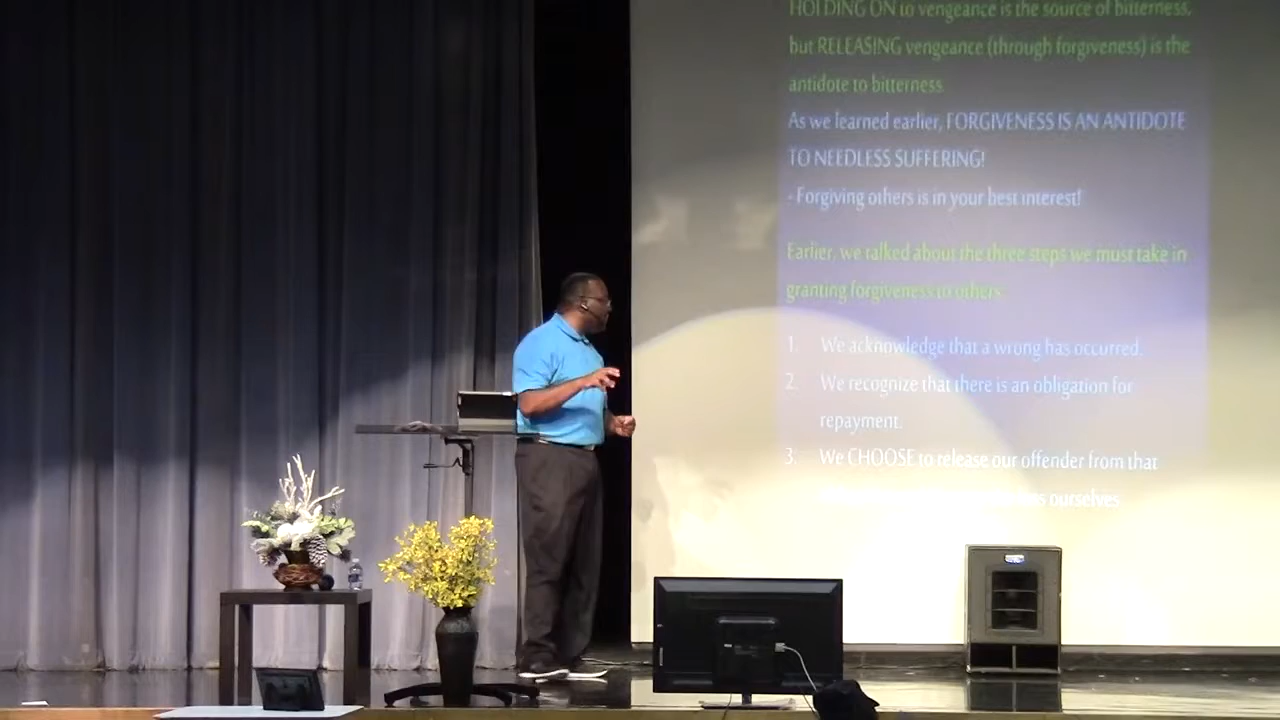 HOLDING ON to vengeance is the source of bitterness,
but RELEASING vengeance (through forgiveness) is the
antidote to bitterness.
As we learned earlier, FORGIVENESS IS AN ANTIDOTE
TO NEEDLESS SUFFERING!
- Forgiving others is in your best interest!
Earlier, we talked about the three steps we must take in
granting forgiveness to others:
1. We acknowledge that a wrong has occurred.
2. We recognize that there is an obligation for
repayment.
3. We CHOOSE to release our offender from that
ourselves